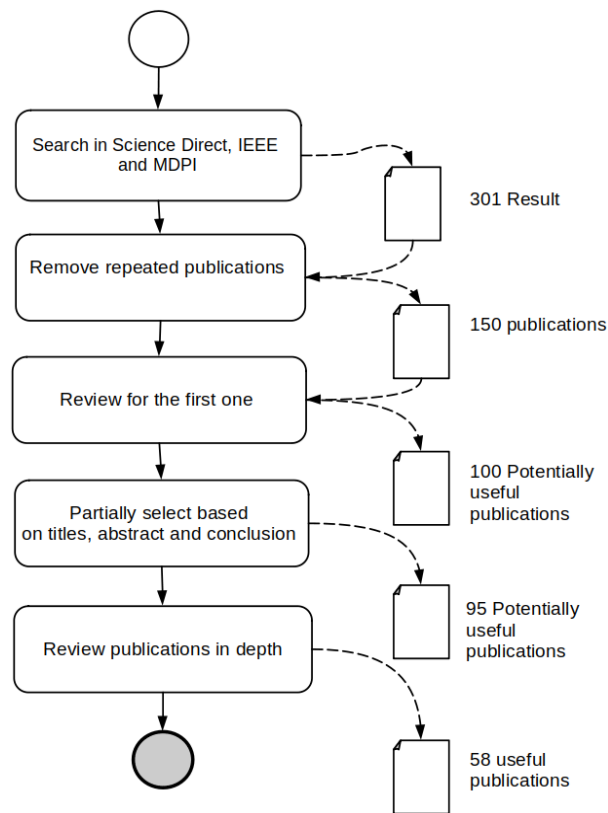 Search in Science Direct, IEEE
and MDPI
301 Result
Remove repeated publications
150 publications
Review for the first one
100 Potentially
useful
publications
Partially select based
on titles, abstract and conclusion
95 Potentially
useful
publications
Review publications in depth
58 useful
publications